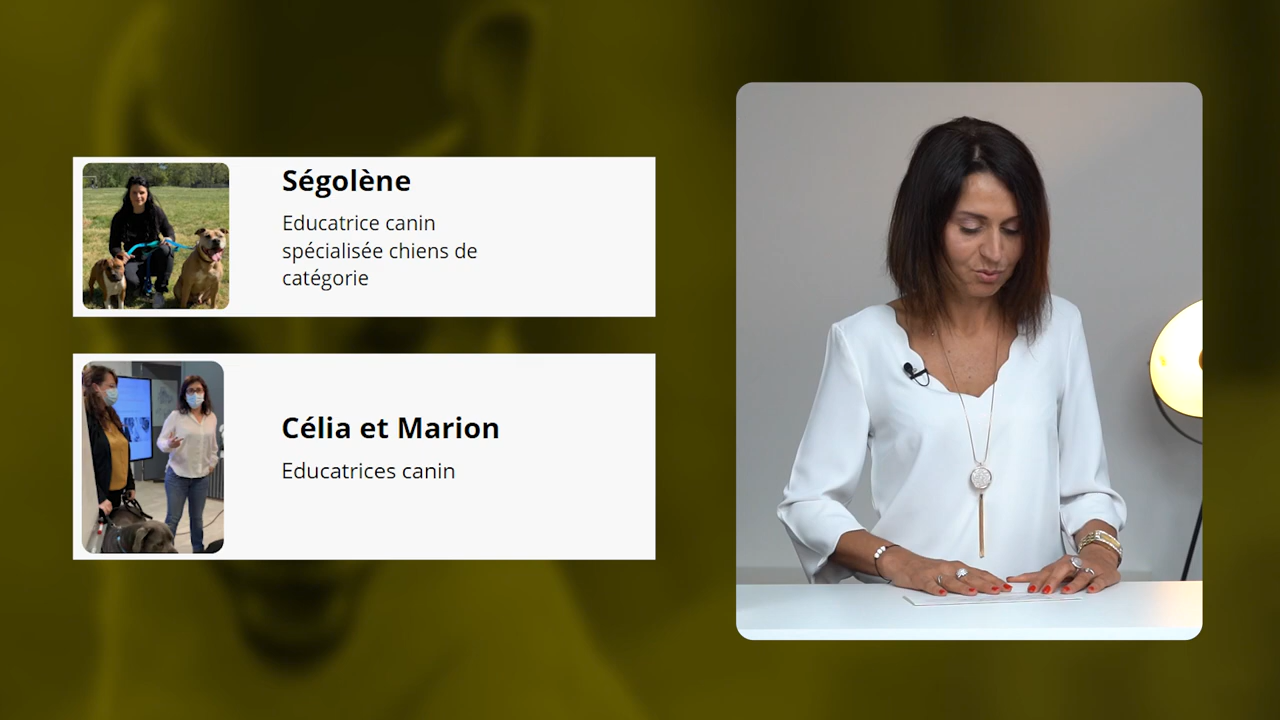 Ségolène
Educatrice canin
spécialisée chiens de
catégorie
Célia et Marion
Educatrices canin